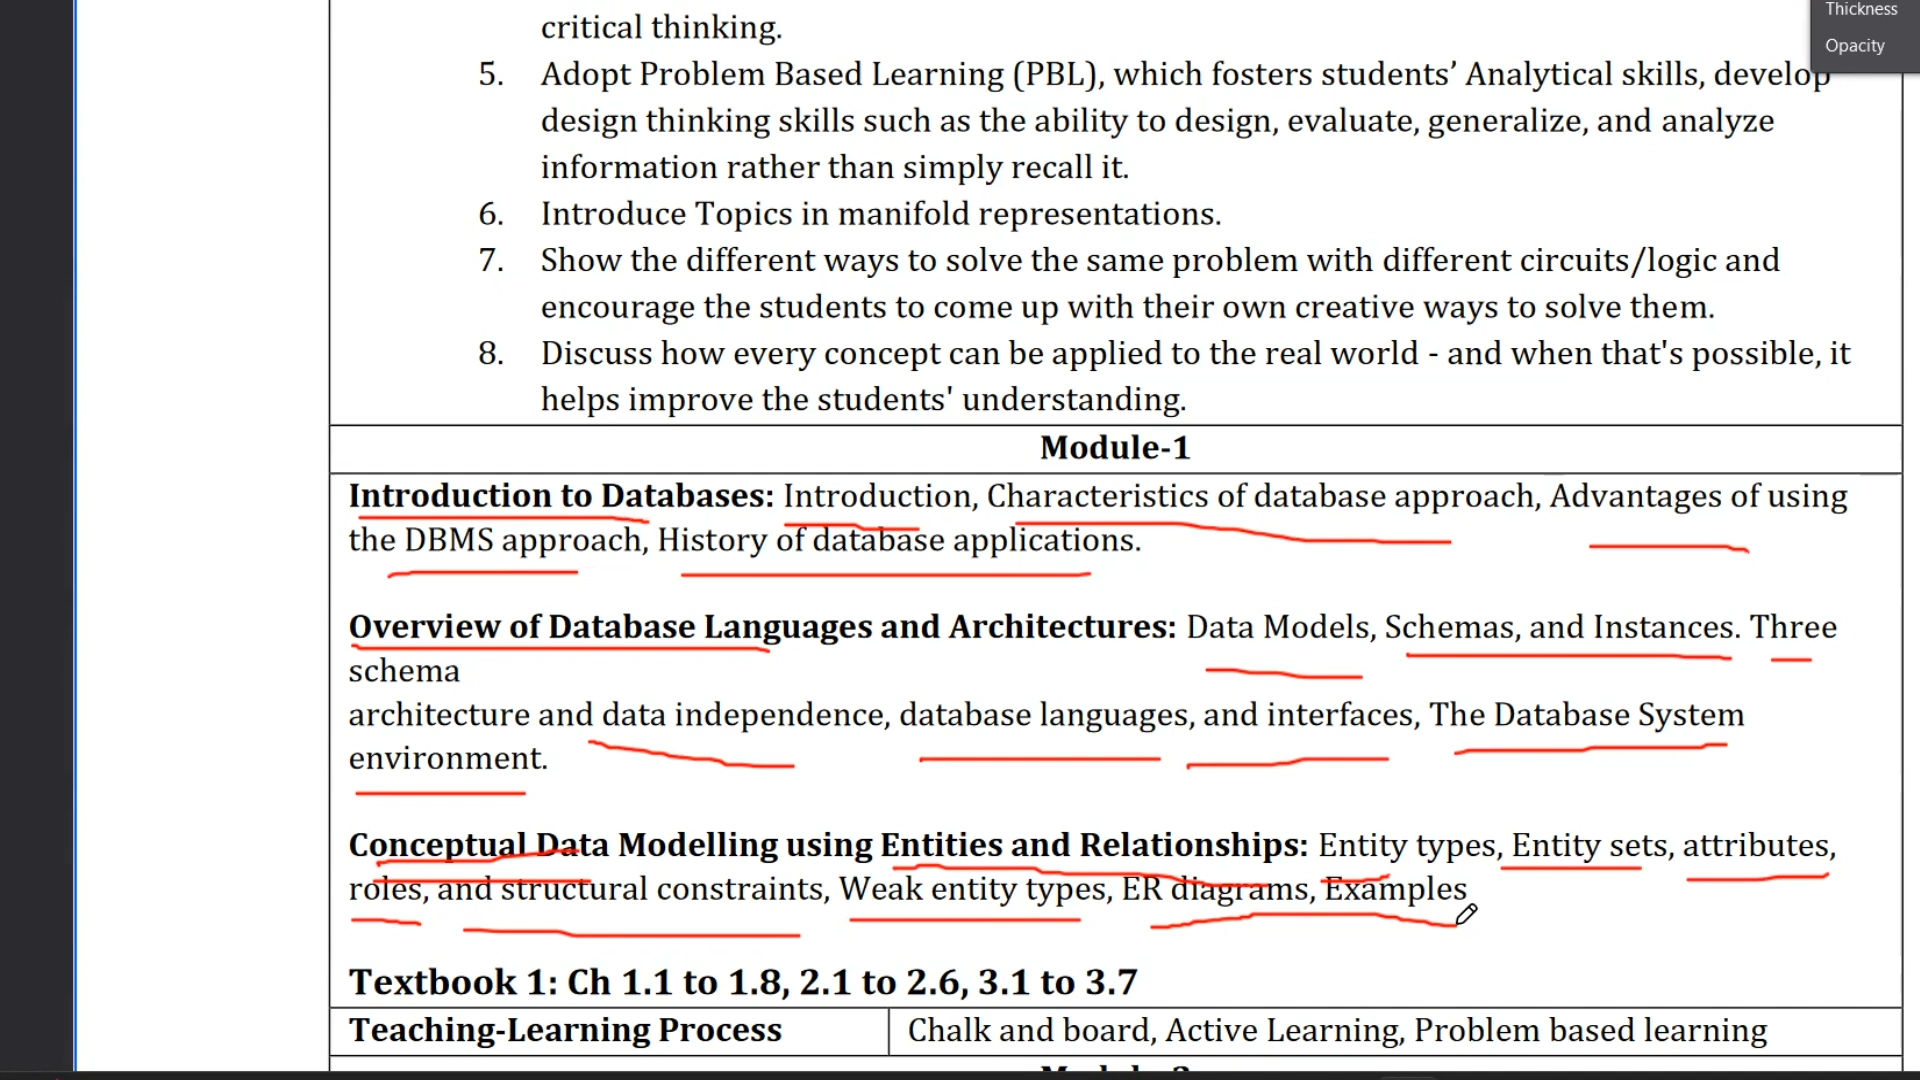 Thickness
Opacity
critical thinking.
5. Adopt Problem Based Learning (PBL), which fosters students’ Analytical skills, develop
design thinking skills such as the ability to design, evaluate, generalize, and analyze
information rather than simply recall it.
6. Introduce Topics in manifold representations.
7. Show the different ways to solve the same problem with different circuits/logic and
encourage the students to come up with their own creative ways to solve them.
8. Discuss how every concept can be applied to the real world - and when that's possible, it
helps improve the students' understanding.
Module-1
Introduction to Databases: Introduction, Characteristics of database approach, Advantages of using
the DBMS approach, History of database applications.
Overview of Database Languages and Architectures: Data Models, Schemas, and Instances. Three
schema
architecture and data independence, database languages, and interfaces, The Database System
environment.
Conceptual Data Modelling using Entities and Relationships: Entity types, Entity sets, attributes,
roles, and structural constraints, Weak entity types, ER diagrams, Examples
Textbook 1: Ch 1.1 to 1.8, 2.1 to 2.6, 3.1 to 3.7
Teaching-Learning Process Chalk and board, Active Learning, Problem based learning